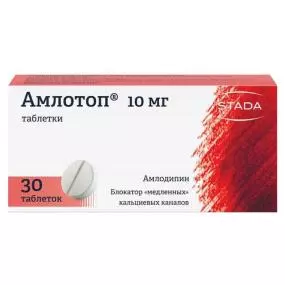 Амлотоп® 10 мг
таблетки
STADA
30
таблеток
Амлодипин
Блокатор «медленных»
кальциевых каналов